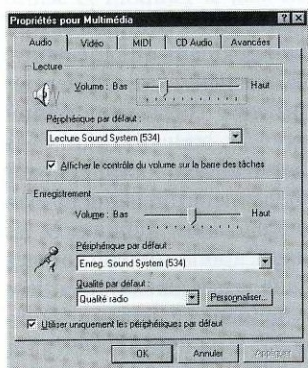 Propriétés pour Multimédia
Audio Vidéo MIDI CD Audio Avancées
Lecture
Volume : Bas Haut
Périphérique par défaut :
Lecture Sound System (534)
Afficher le contrôle du volume sur la barre des tâches
Enregistrement
Volume : Bas Haut
Périphérique par défaut :
Enreg. Sound System (534)
Qualité par défaut :
Qualité radio Personnaliser...
Utiliser uniquement les périphériques par défaut
OK Annuler Appliquer